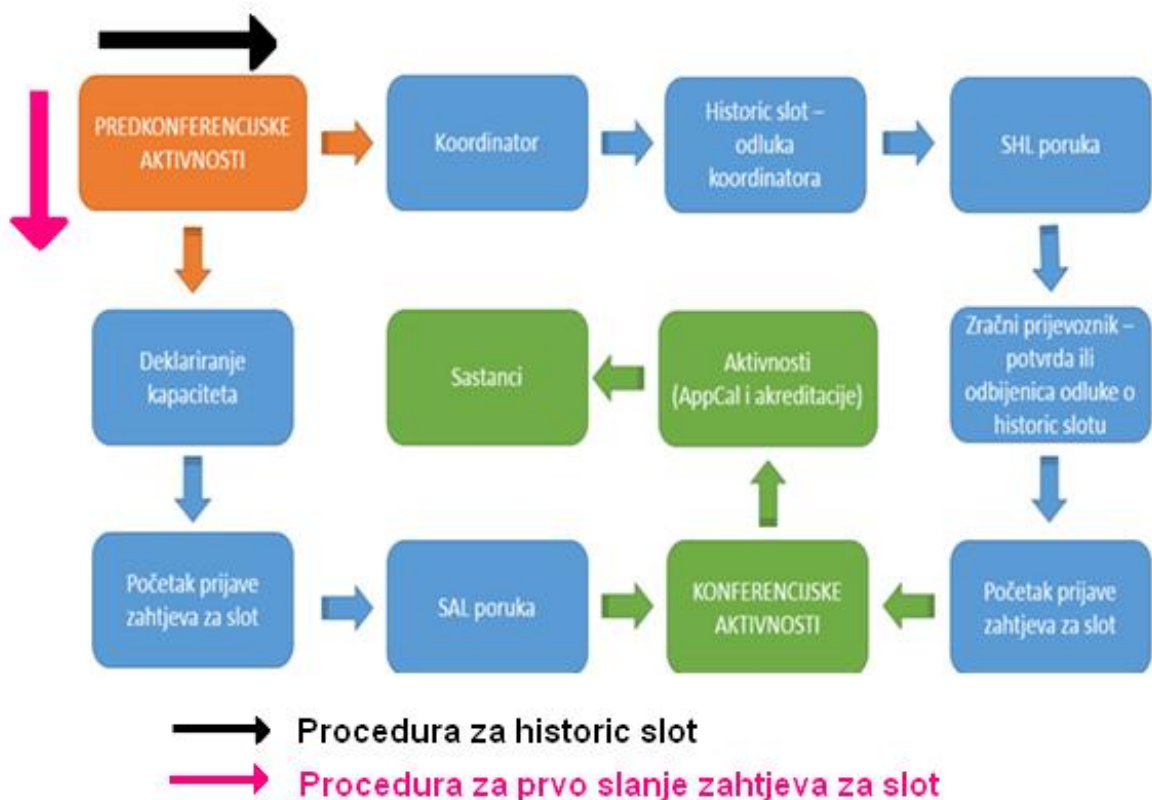 PREDKONFERENCIJSKE
AKTIVNOSTI
Koordinator
Historic slot –
odluka
koordinatora
SHL poruka
Deklariranje
kapaciteta
Sastanci
Aktivnosti
(AppCal i akreditacije)
Zračni prijevoznik –
potvrda ili
odbijenica odluke o
historic slotu
Početak prijave
zahtjeva za slot
SAL poruka
KONFERENCIJSKE
AKTIVNOSTI
Početak prijave
zahtjeva za slot
Procedura za historic slot
Procedura za prvo slanje zahtjeva za slot